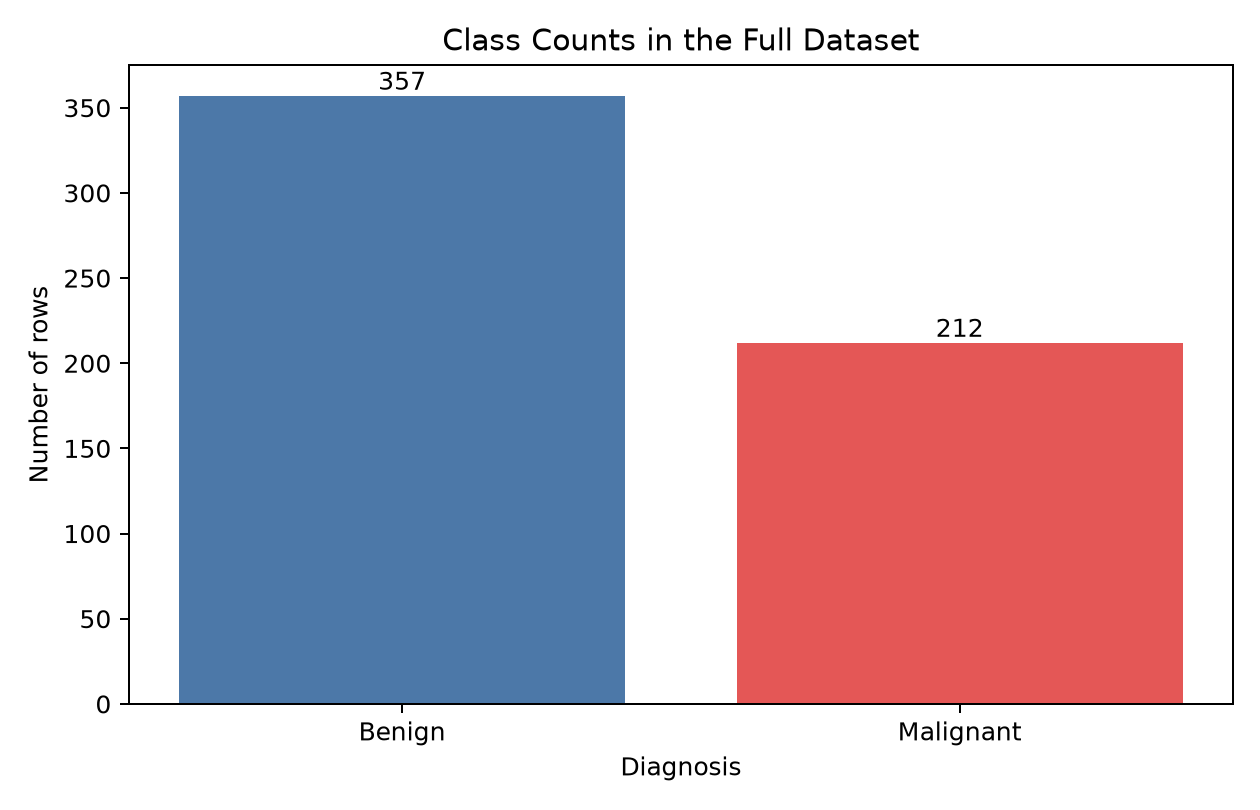 Class Counts in the Full Dataset
357
212
350
300
250
200
150
100
50
0
Number of rows
Benign
Malignant
Diagnosis